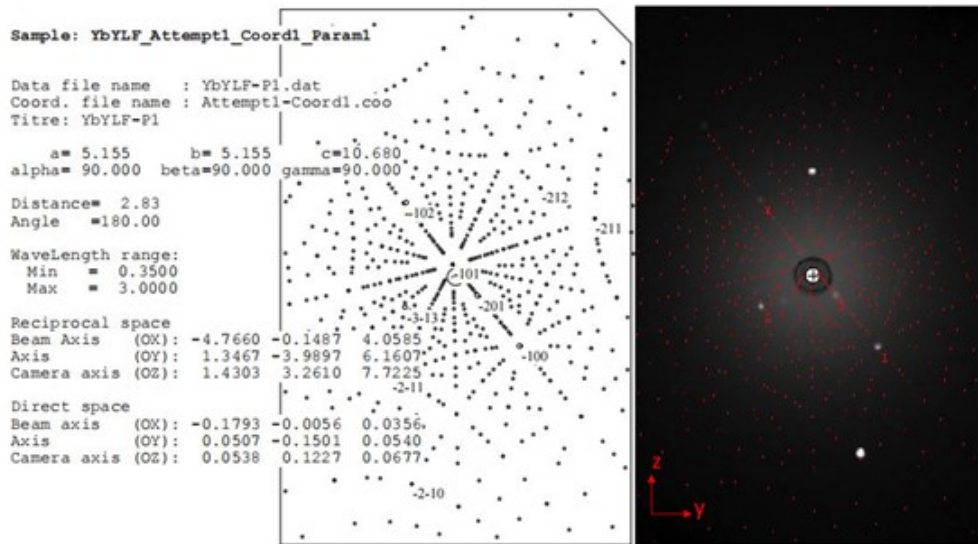 Sample: YbYLF_Attempt1_Coord1_Param1
Data file name : YbYLF-P1.dat
Coord. file name : Attempt1-Coord1.coo
Titre: YbYLF-P1
a= 5.155 b= 5.155 c=10.680
alpha= 90.000 beta=90.000 gamma=90.000
Distance= 2.83
Angle =180.00
WaveLength range:
Min = 0.3500
Max = 3.0000
Reciprocal space
Beam Axis (OX): -4.7660 -0.1487 4.0585
Axis (OY): 1.3467 -3.9897 6.1607
Camera axis (OZ): 1.4303 3.2610 7.7225
Direct space
Beam axis (OX): -0.1793 -0.0056 0.0356
Axis (OY): 0.0507 -0.1501 0.0540
Camera axis (OZ): 0.0538 0.1227 0.0677
-212
-102
-211
-101
-201
-3-13
-100
-2-11
-2-10
z
y